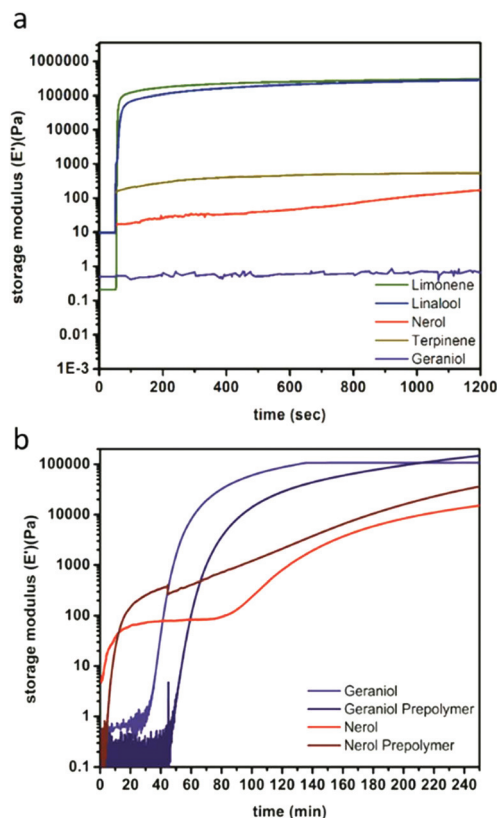 a
1000000
100000
10000
1000
100
10
1
0.1
0.01
1E-3
storage modulus (E')(Pa)
Limonene
Linalool
Nerol
Terpinene
Geraniol
0 200 400 600 800 1000 1200
time (sec)
b
100000
10000
1000
100
10
1
0.1
storage modulus (E')(Pa)
Geraniol
Geraniol Prepolymer
Nerol
Nerol Prepolymer
0 20 40 60 80 100 120 140 160 180 200 220 240
time (min)